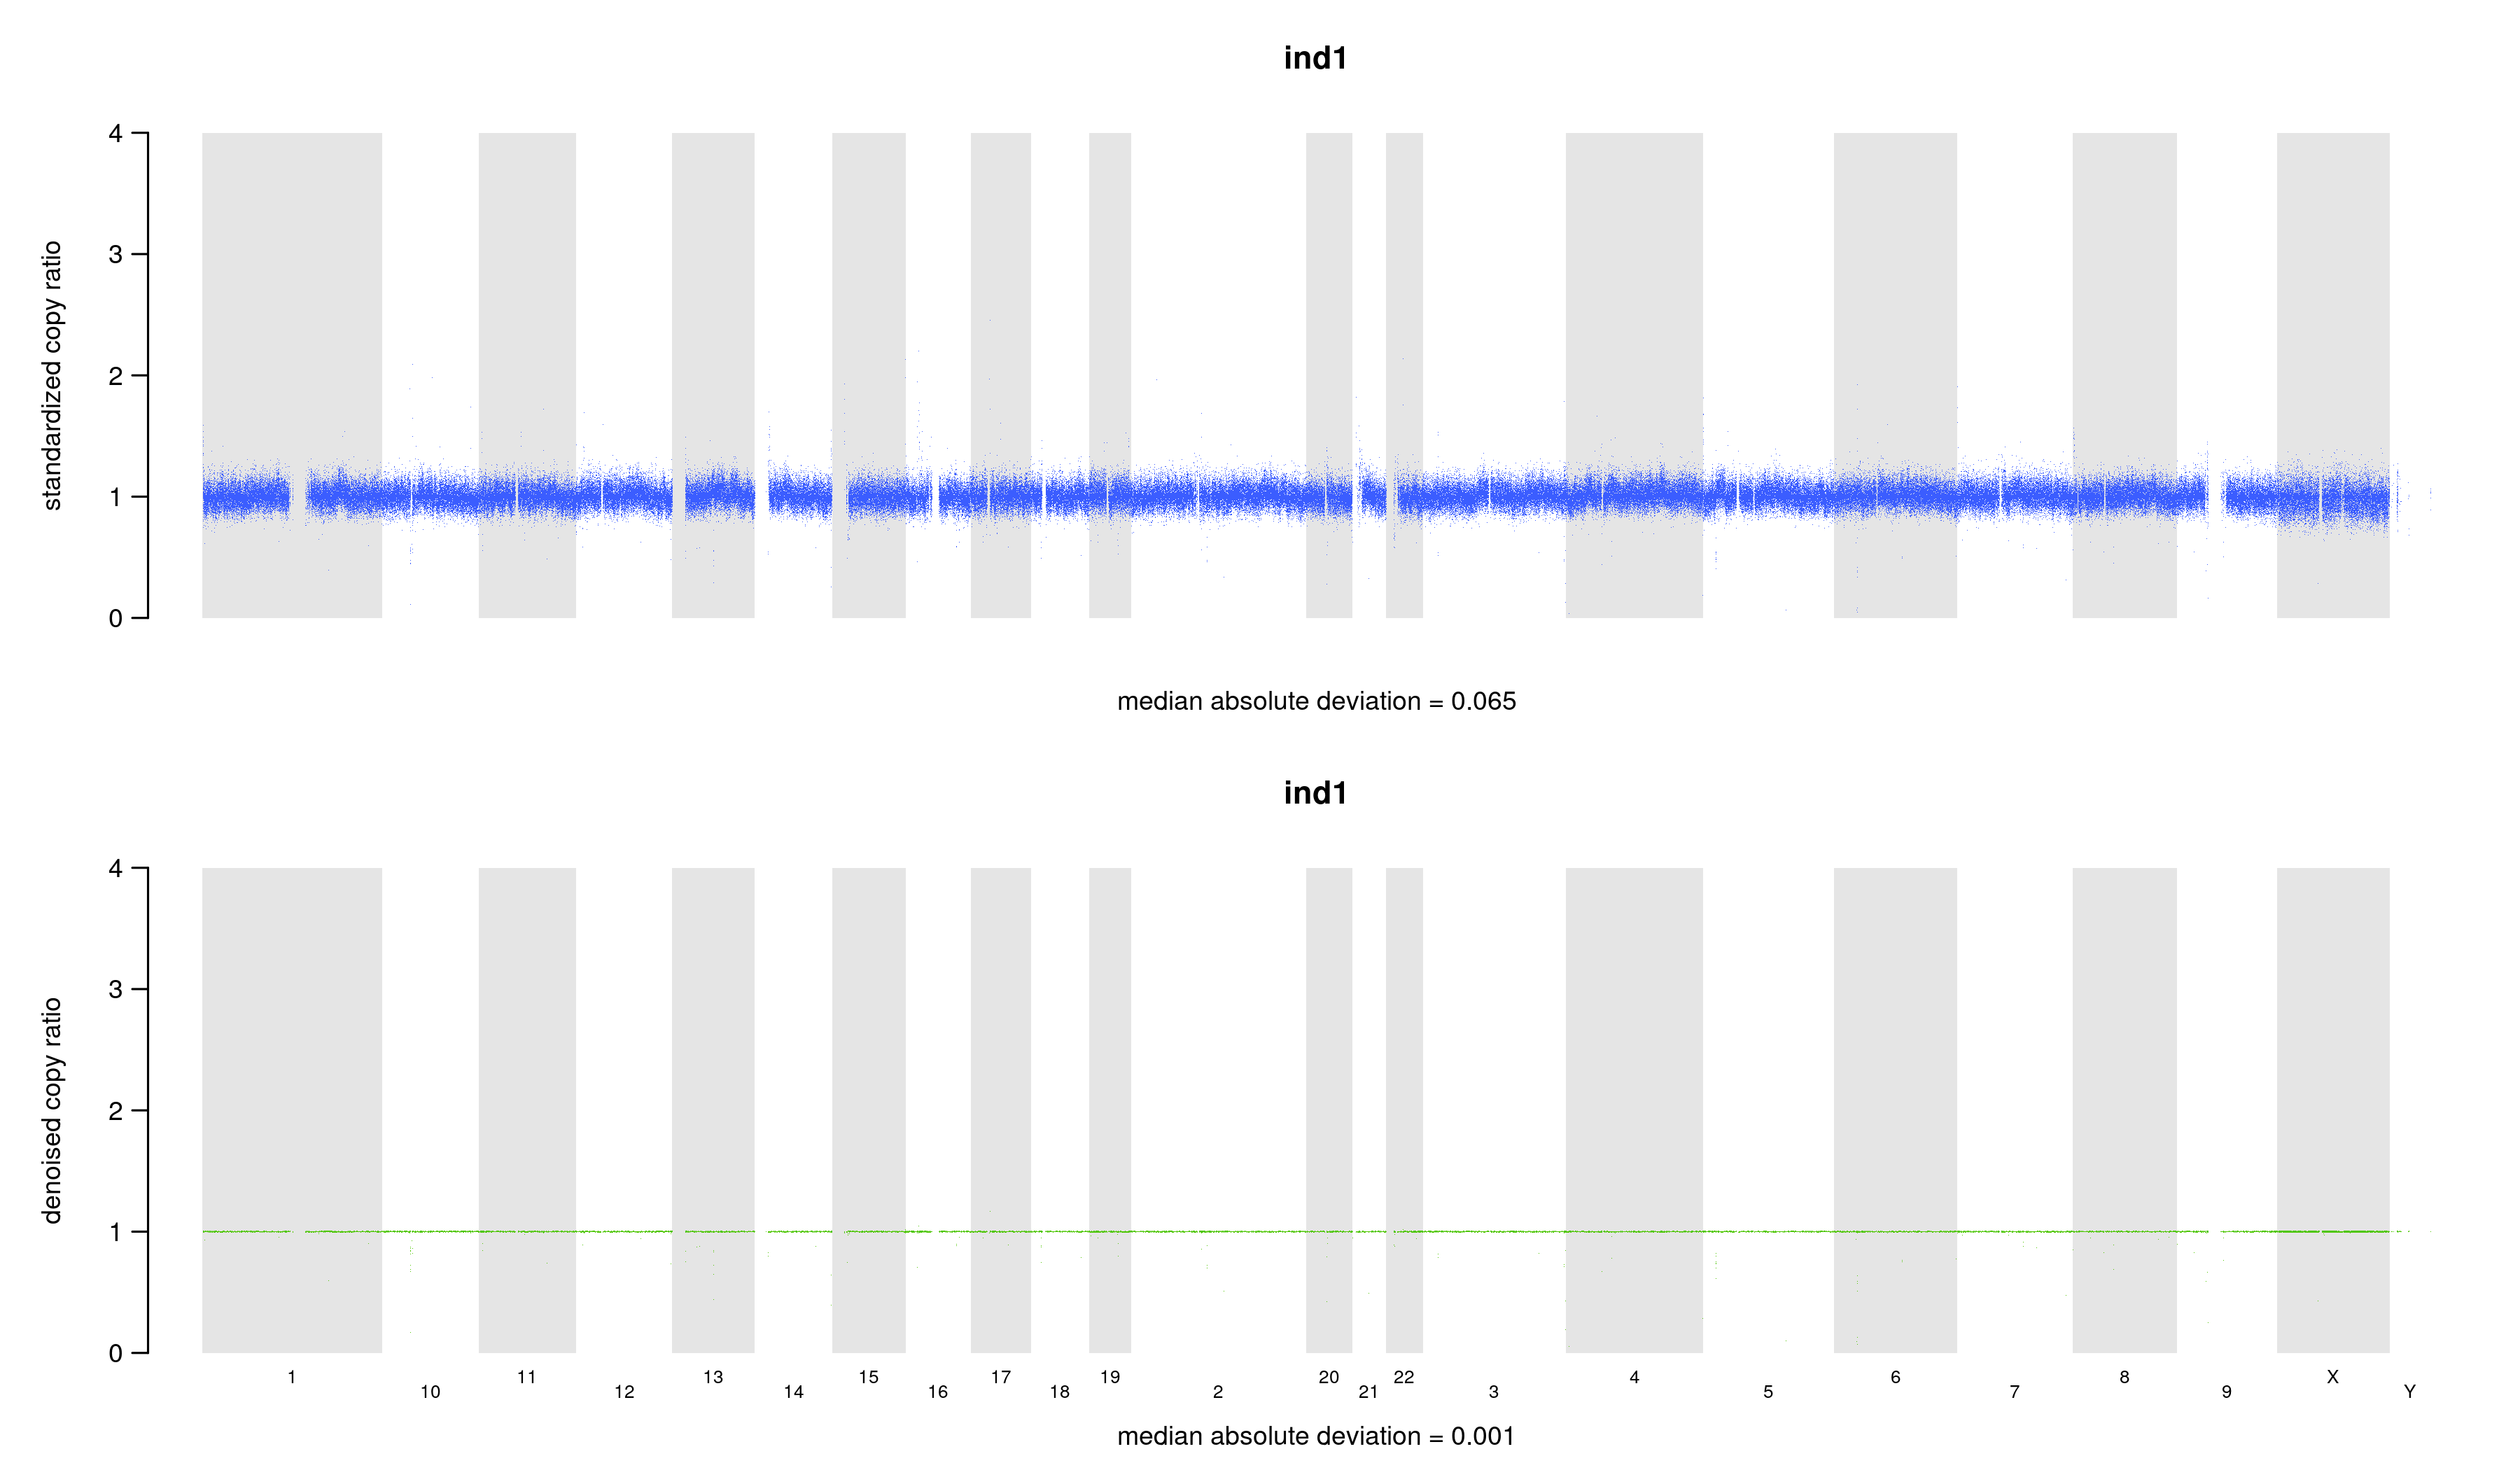 ind1
standardized copy ratio
4
3
2
1
0
median absolute deviation = 0.065
ind1
denoised copy ratio
4
3
2
1
0
1 10 11 12 13 14 15 16 17 18 19 2 20 21 22 3 4 5 6 7 8 9 X Y
median absolute deviation = 0.001